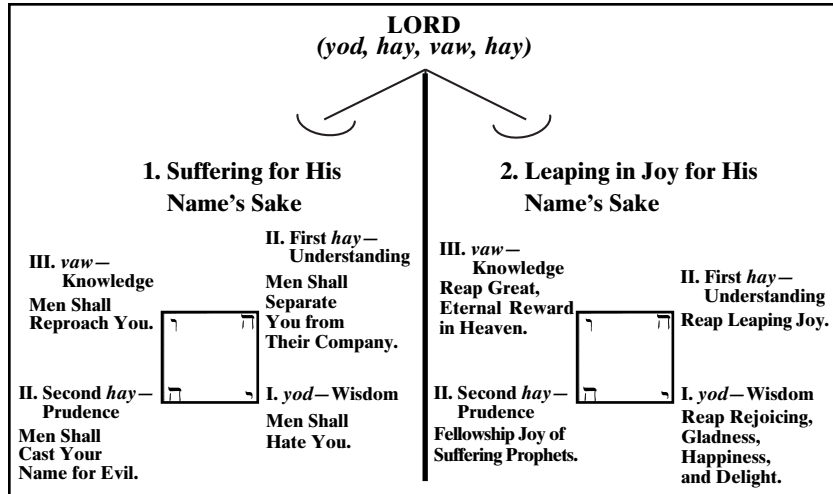 LORD
(yod, hay, vaw, hay)
1. Suffering for His
Name's Sake
III. vaw—
Knowledge
Men Shall
Reproach You.
II. First hay—
Understanding
Men Shall
Separate
You from
Their Company.
ו ה
ה י
II. Second hay—
Prudence
Men Shall
Cast Your
Name for Evil.
I. yod—Wisdom
Men Shall
Hate You.
2. Leaping in Joy for His
Name's Sake
III. vaw—
Knowledge
Reap Great,
Eternal Reward
in Heaven.
II. First hay—
Understanding
Reap Leaping Joy.
ו ה
ה י
II. Second hay—
Prudence
Fellowship Joy of
Suffering Prophets.
I. yod—Wisdom
Reap Rejoicing,
Gladness,
Happiness,
and Delight.